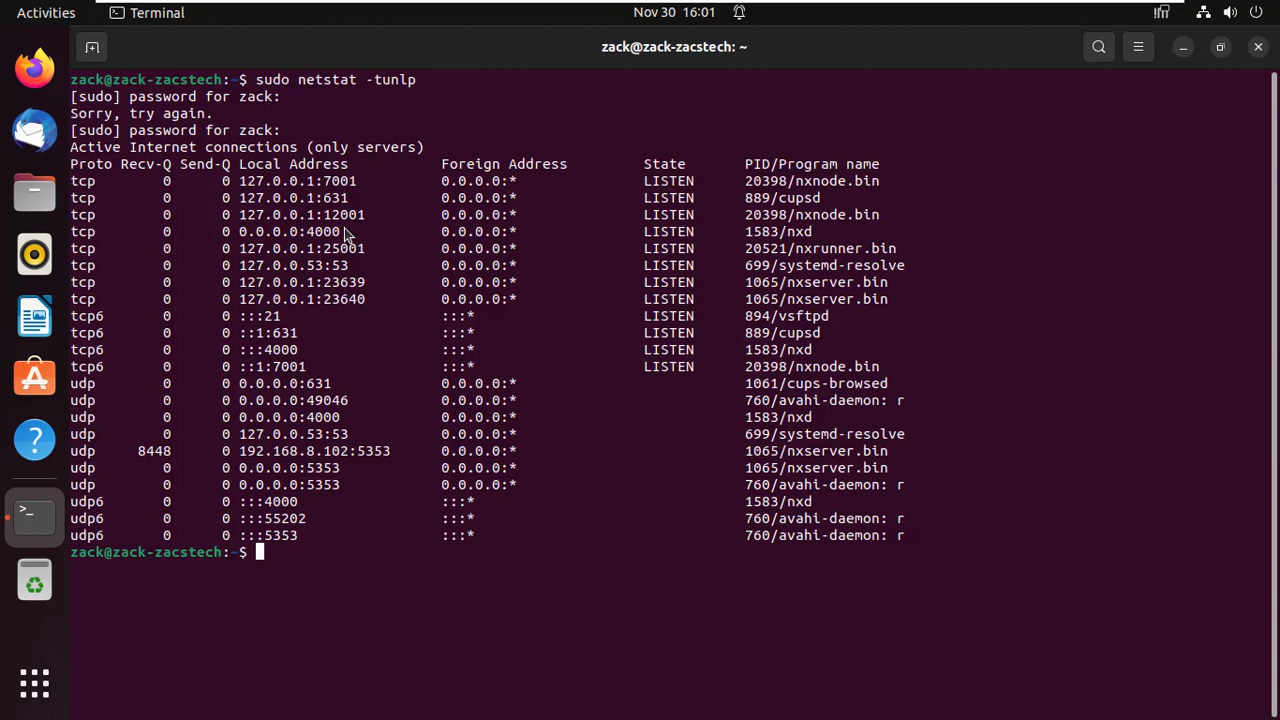 Activities Terminal Nov 30 16:01
zack@zack-zacstech: ~
zack@zack-zacstech:~$ sudo netstat -tunlp
[sudo] password for zack:
Sorry, try again.
[sudo] password for zack:
Active Internet connections (only servers)
Proto Recv-Q Send-Q Local Address           Foreign Address         State       PID/Program name
tcp        0      0 127.0.0.1:7001          0.0.0.0:*               LISTEN      20398/nxnode.bin
tcp        0      0 127.0.0.1:631           0.0.0.0:*               LISTEN      889/cupsd
tcp        0      0 127.0.0.1:12001         0.0.0.0:*               LISTEN      20398/nxnode.bin
tcp        0      0 0.0.0.0:4000            0.0.0.0:*               LISTEN      1583/nxd
tcp        0      0 127.0.0.1:25001         0.0.0.0:*               LISTEN      20521/nxrunner.bin
tcp        0      0 127.0.0.53:53           0.0.0.0:*               LISTEN      699/systemd-resolve
tcp        0      0 127.0.0.1:23639         0.0.0.0:*               LISTEN      1065/nxserver.bin
tcp        0      0 127.0.0.1:23640         0.0.0.0:*               LISTEN      1065/nxserver.bin
tcp6       0      0 :::21                   :::*                    LISTEN      894/vsftpd
tcp6       0      0 ::1:631                 :::*                    LISTEN      889/cupsd
tcp6       0      0 :::4000                 :::*                    LISTEN      1583/nxd
tcp6       0      0 ::1:7001                :::*                    LISTEN      20398/nxnode.bin
udp        0      0 0.0.0.0:631             0.0.0.0:*                           1061/cups-browsed
udp        0      0 0.0.0.0:49046           0.0.0.0:*                           760/avahi-daemon: r
udp        0      0 0.0.0.0:4000            0.0.0.0:*                           1583/nxd
udp        0      0 127.0.0.53:53           0.0.0.0:*                           699/systemd-resolve
udp     8448      0 192.168.8.102:5353      0.0.0.0:*                           1065/nxserver.bin
udp        0      0 0.0.0.0:5353            0.0.0.0:*                           1065/nxserver.bin
udp        0      0 0.0.0.0:5353            0.0.0.0:*                           760/avahi-daemon: r
udp6       0      0 :::4000                 :::*                                1583/nxd
udp6       0      0 :::55202                :::*                                760/avahi-daemon: r
udp6       0      0 :::5353                 :::*                                760/avahi-daemon: r
zack@zack-zacstech:~$